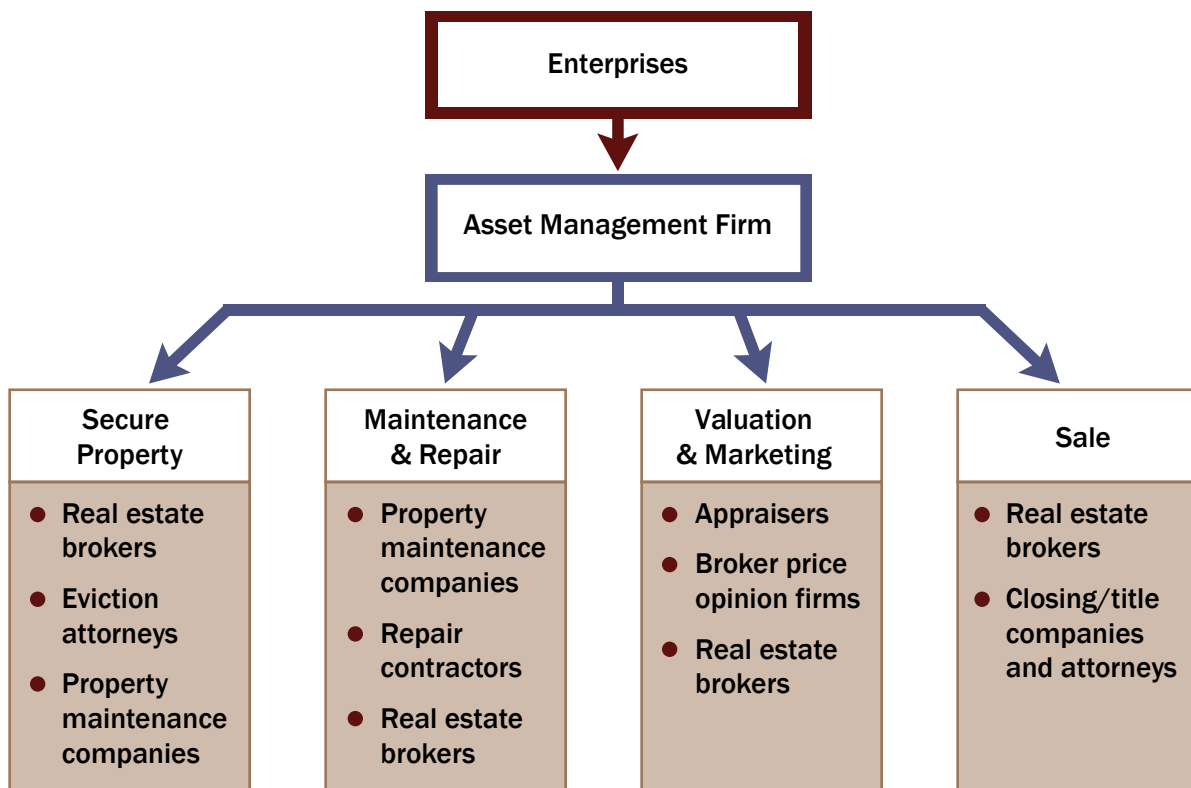 Enterprises
Asset Management Firm
Secure
Property
● Real estate
brokers
● Eviction
attorneys
● Property
maintenance
companies
Maintenance
& Repair
● Property
maintenance
companies
● Repair
contractors
● Real estate
brokers
Valuation
& Marketing
● Appraisers
● Broker price
opinion firms
● Real estate
brokers
Sale
● Real estate
brokers
● Closing/title
companies
and attorneys